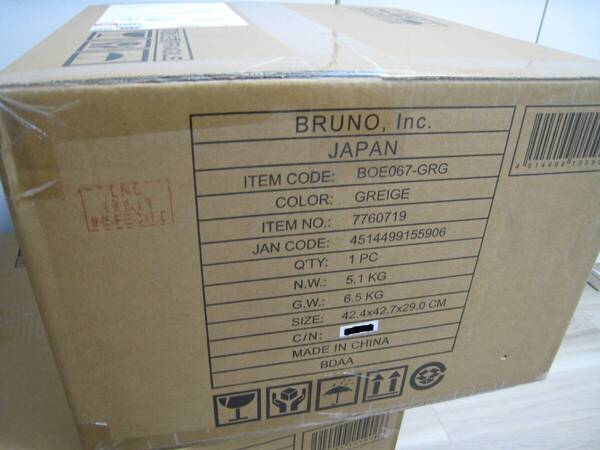 BRUNO, Inc.
JAPAN
ITEM CODE: BOE067-GRG
COLOR: GREIGE
ITEM NO.: 7760719
JAN CODE: 4514499155906
Q'TY: 1 PC
N.W.: 5.1 KG
G.W.: 6.5 KG
SIZE: 42.4x42.7x29.0 CM
C/N:
MADE IN CHINA
BDAA